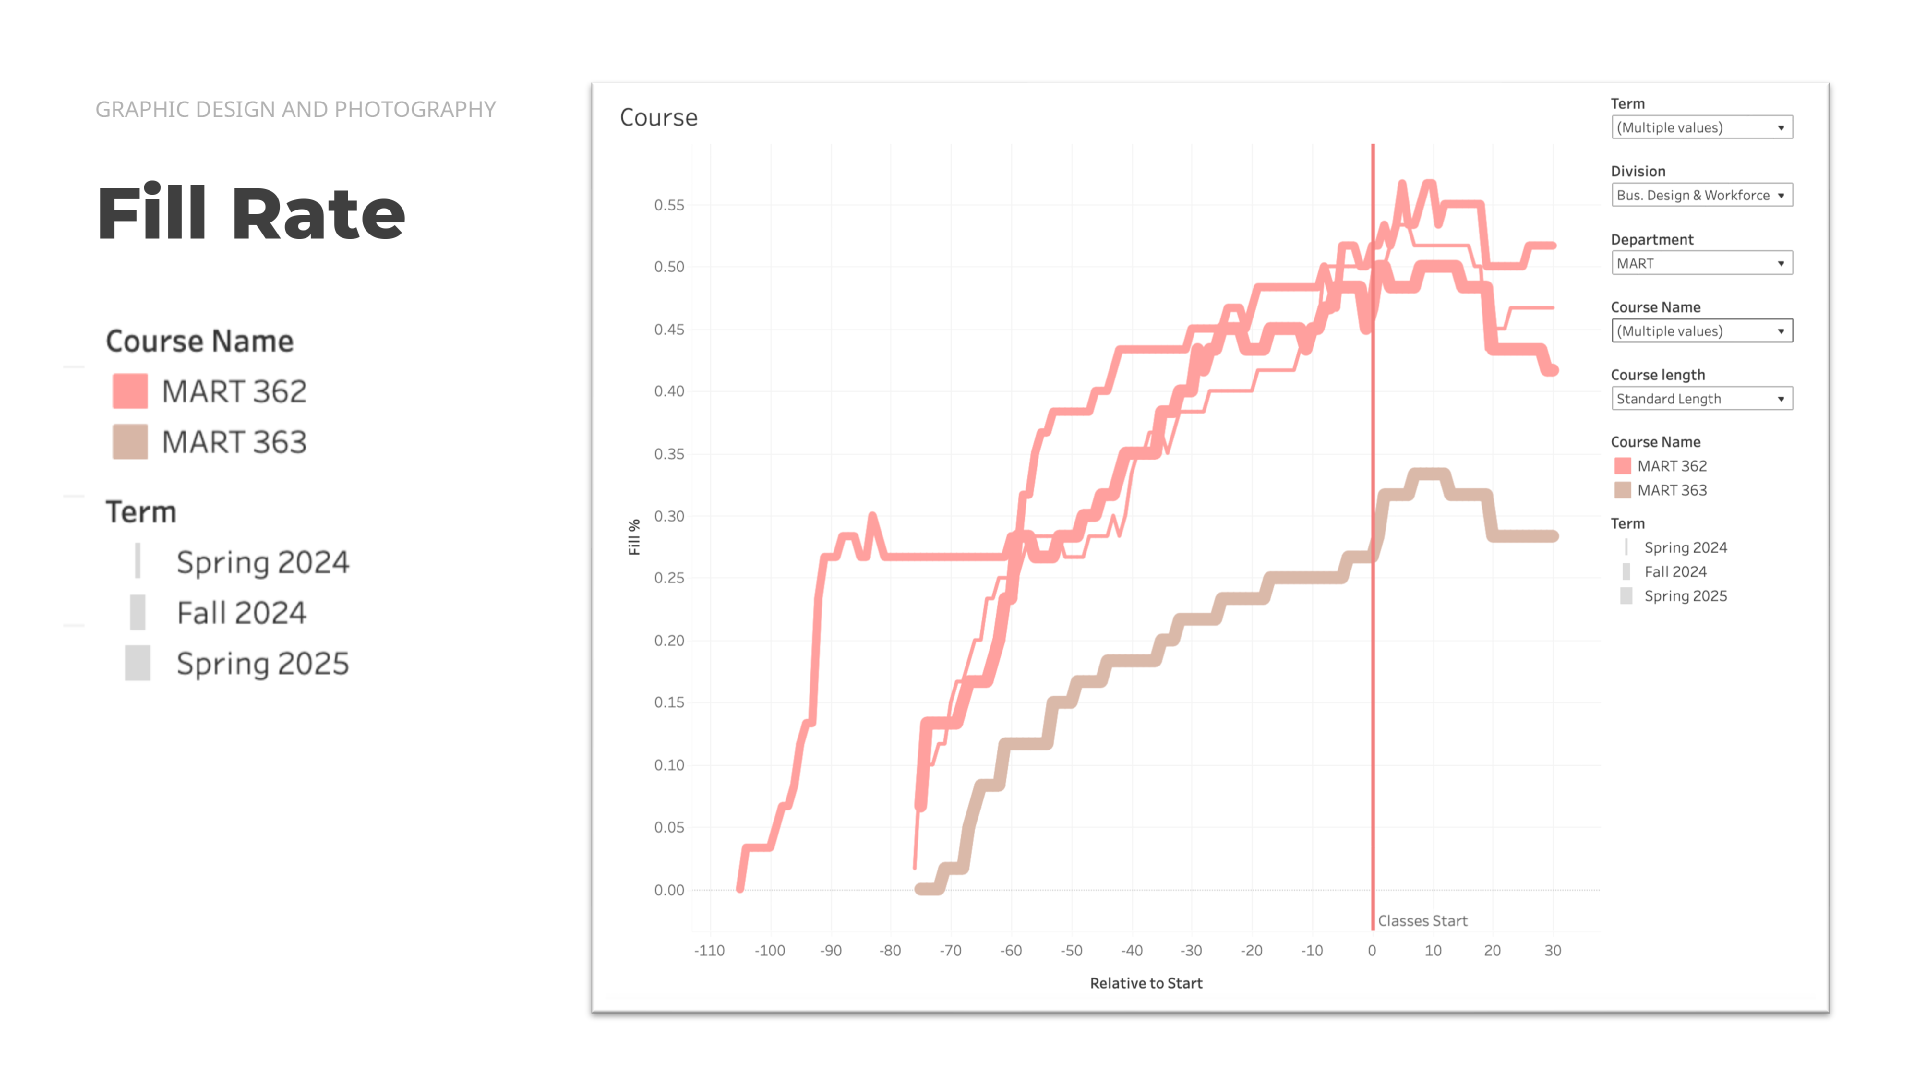 GRAPHIC DESIGN AND PHOTOGRAPHY
Fill Rate
Course Name
MART 362
MART 363
Term
Spring 2024
Fall 2024
Spring 2025
Course
0.55
0.50
0.45
0.40
0.35
0.30
0.25
0.20
0.15
0.10
0.05
0.00
Fill %
Classes Start
-110 -100 -90 -80 -70 -60 -50 -40 -30 -20 -10 0 10 20 30
Relative to Start
Term
(Multiple values)
Division
Bus. Design & Workforce
Department
MART
Course Name
(Multiple values)
Course length
Standard Length
Course Name
MART 362
MART 363
Term
Spring 2024
Fall 2024
Spring 2025